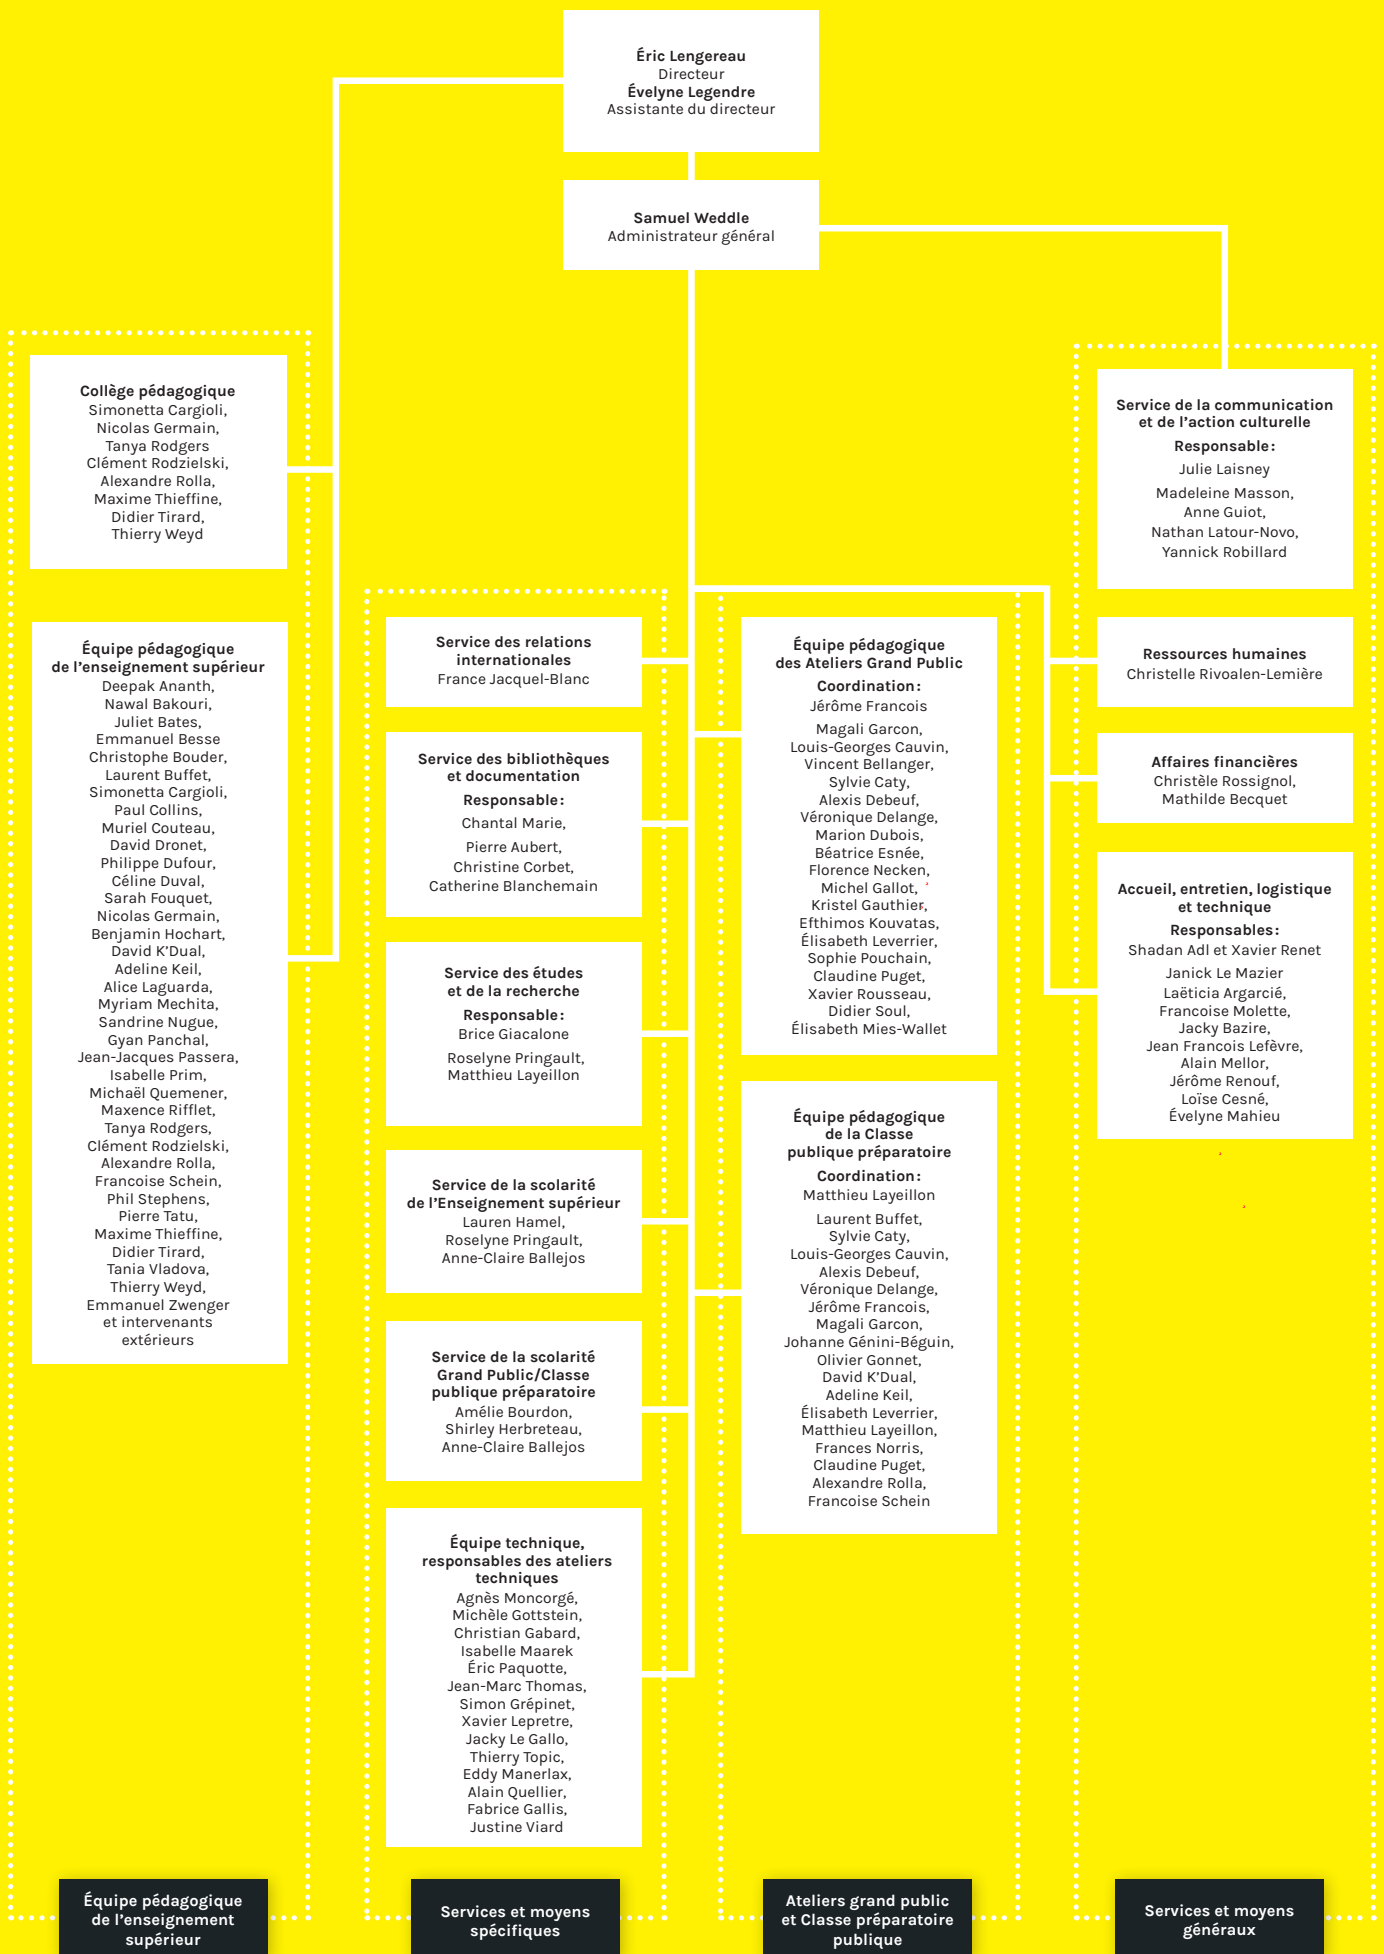 Éric Lengereau
Directeur
Évelyne Legendre
Assistante du directeur
Samuel Weddle
Administrateur général
Collège pédagogique
Simonetta Cargioli,
Nicolas Germain,
Tanya Rodgers
Clément Rodzielski,
Alexandre Rolla,
Maxime Thieffine,
Didier Tirard,
Thierry Weyd
Équipe pédagogique
de l’enseignement supérieur
Deepak Ananth,
Nawal Bakouri,
Juliet Bates,
Emmanuel Besse
Christophe Bouder,
Laurent Buffet,
Simonetta Cargioli,
Paul Collins,
Muriel Couteau,
David Dronet,
Philippe Dufour,
Céline Duval,
Sarah Fouquet,
Nicolas Germain,
Benjamin Hochart,
David K’Dual,
Adeline Keil,
Alice Laguarda,
Myriam Mechita,
Sandrine Nugue,
Gyan Panchal,
Jean-Jacques Passera,
Isabelle Prim,
Michaël Quemener,
Maxence Rifflet,
Tanya Rodgers,
Clément Rodzielski,
Alexandre Rolla,
Francoise Schein,
Phil Stephens,
Pierre Tatu,
Maxime Thieffine,
Didier Tirard,
Tania Vladova,
Thierry Weyd,
Emmanuel Zwenger
et intervenants
extérieurs
Équipe pédagogique
de l’enseignement
supérieur
Service des relations
internationales
France Jacquel-Blanc
Service des bibliothèques
et documentation
Responsable :
Chantal Marie,
Pierre Aubert,
Christine Corbet,
Catherine Blanchemain
Service des études
et de la recherche
Responsable :
Brice Giacalone
Roselyne Pringault,
Matthieu Layeillon
Service de la scolarité
de l’Enseignement supérieur
Lauren Hamel,
Roselyne Pringault,
Anne-Claire Ballejos
Service de la scolarité
Grand Public/Classe
publique préparatoire
Amélie Bourdon,
Shirley Herbreteau,
Anne-Claire Ballejos
Équipe technique,
responsables des ateliers
techniques
Agnès Moncorgé,
Michèle Gottstein,
Christian Gabard,
Isabelle Maarek
Éric Paquotte,
Jean-Marc Thomas,
Simon Grépinet,
Xavier Lepretre,
Jacky Le Gallo,
Thierry Topic,
Eddy Manerlax,
Alain Quellier,
Fabrice Gallis,
Justine Viard
Services et moyens
spécifiques
Équipe pédagogique
des Ateliers Grand Public
Coordination :
Jérôme Francois
Magali Garcon,
Louis-Georges Cauvin,
Vincent Bellanger,
Sylvie Caty,
Alexis Debeuf,
Véronique Delange,
Marion Dubois,
Béatrice Esnée,
Florence Necken,
Michel Gallot,
Kristel Gauthier,
Efthimos Kouvatas,
Élisabeth Leverrier,
Sophie Pouchain,
Claudine Puget,
Xavier Rousseau,
Didier Soul,
Élisabeth Mies-Wallet
Équipe pédagogique
de la Classe
publique préparatoire
Coordination :
Matthieu Layeillon
Laurent Buffet,
Sylvie Caty,
Louis-Georges Cauvin,
Alexis Debeuf,
Véronique Delange,
Jérôme Francois,
Magali Garcon,
Johanne Génini-Béguin,
Olivier Gonnet,
David K’Dual,
Adeline Keil,
Élisabeth Leverrier,
Matthieu Layeillon,
Frances Norris,
Claudine Puget,
Alexandre Rolla,
Francoise Schein
Ateliers grand public
et Classe préparatoire
publique
Service de la communication
et de l’action culturelle
Responsable :
Julie Laisney
Madeleine Masson,
Anne Guiot,
Nathan Latour-Novo,
Yannick Robillard
Ressources humaines
Christelle Rivoalen-Lemière
Affaires financières
Christèle Rossignol,
Mathilde Becquet
Accueil, entretien, logistique
et technique
Responsables :
Shadan Adl et Xavier Renet
Janick Le Mazier
Laëticia Argarcié,
Francoise Molette,
Jacky Bazire,
Jean Francois Lefèvre,
Alain Mellor,
Jérôme Renouf,
Loïse Cesné,
Évelyne Mahieu
Services et moyens
généraux